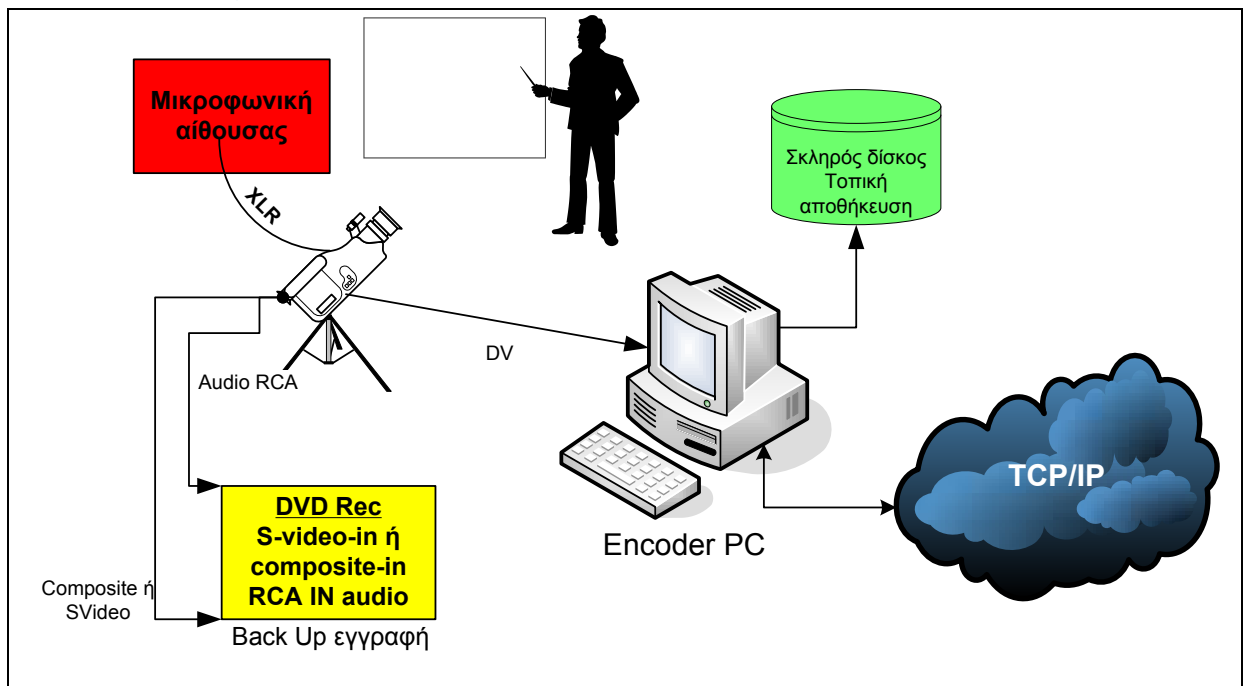 Μικροφωνική
αίθουσας
XLR
Σκληρός δίσκος
Τοπική
αποθήκευση
DV
Audio RCA
TCP/IP
DVD Rec
S-video-in ή
composite-in
RCA IN audio
Encoder PC
Composite ή
SVideo
Back Up εγγραφή